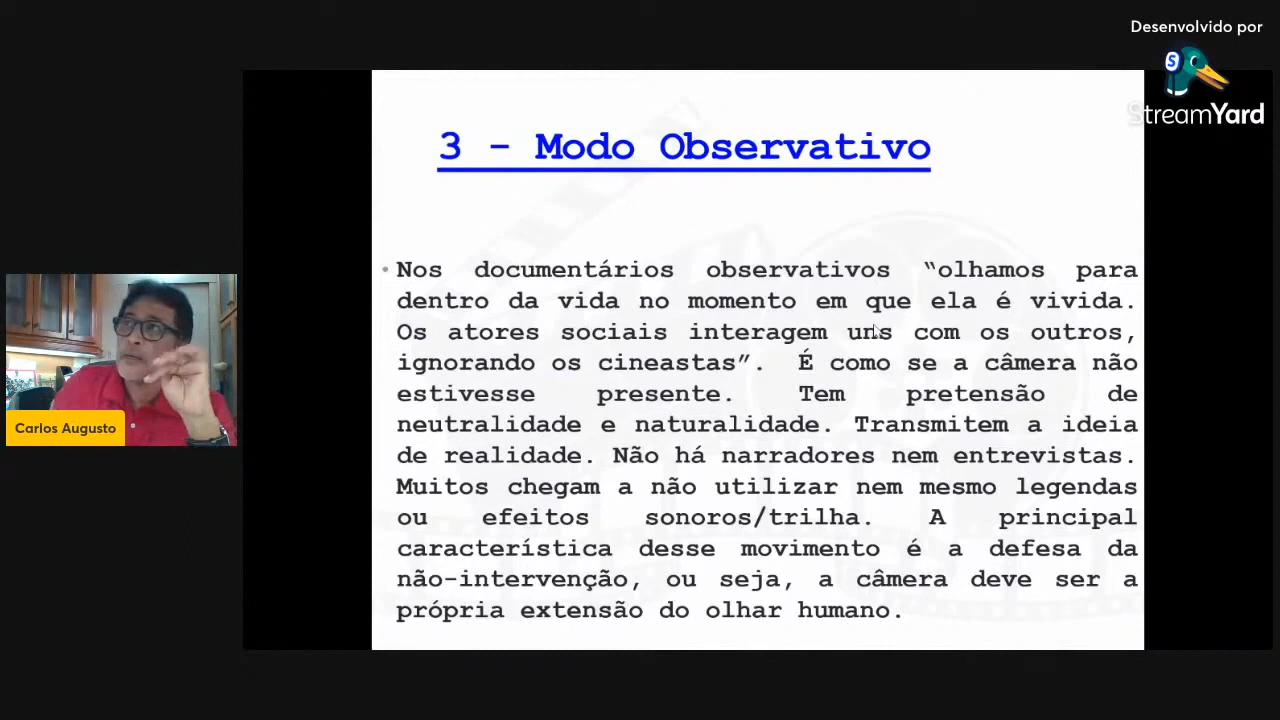 Desenvolvido por
StreamYard
3 - Modo Observativo
• Nos documentários observativos “olhamos para
dentro da vida no momento em que ela é vivida.
Os atores sociais interagem uns com os outros,
ignorando os cineastas”. É como se a câmera não
estivesse presente. Tem pretensão de
neutralidade e naturalidade. Transmitem a ideia
de realidade. Não há narradores nem entrevistas.
Muitos chegam a não utilizar nem mesmo legendas
ou efeitos sonoros/trilha. A principal
característica desse movimento é a defesa da
não-intervenção, ou seja, a câmera deve ser a
própria extensão do olhar humano.
Carlos Augusto